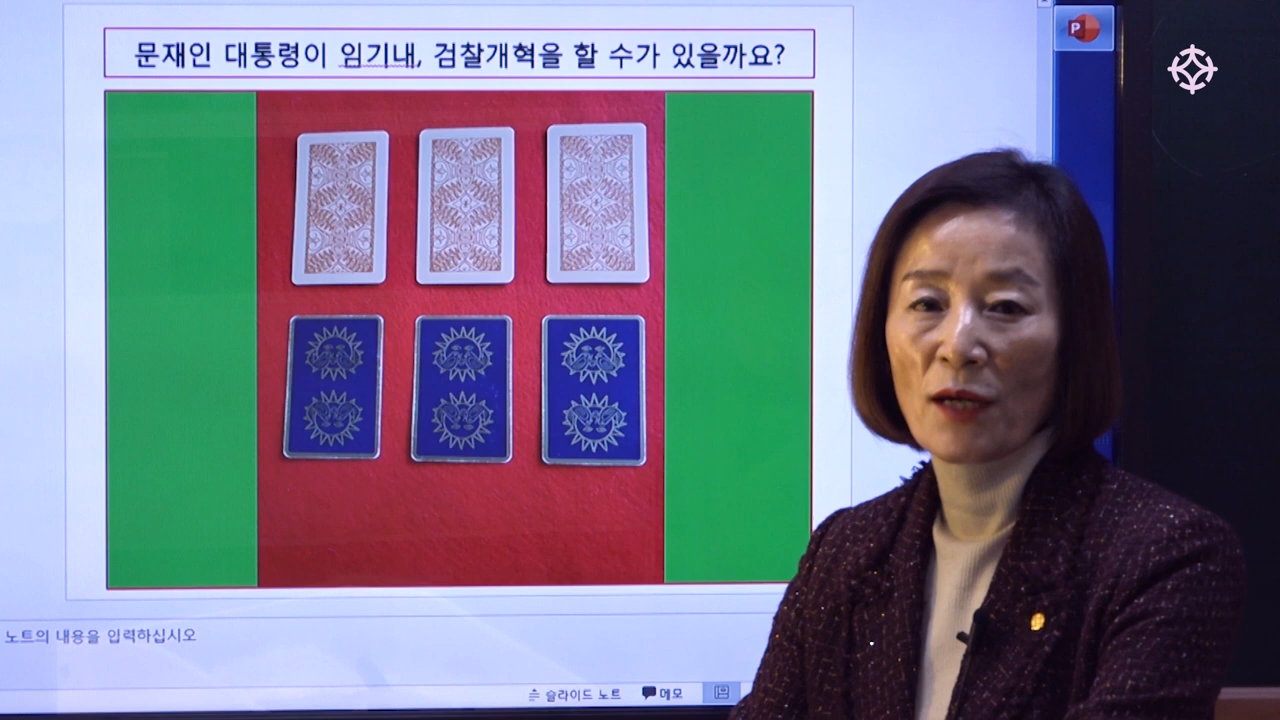 문재인 대통령이 임기내, 검찰개혁을 할 수가 있을까요?
P
노트의 내용을 입력하십시오
슬라이드 노트 메모